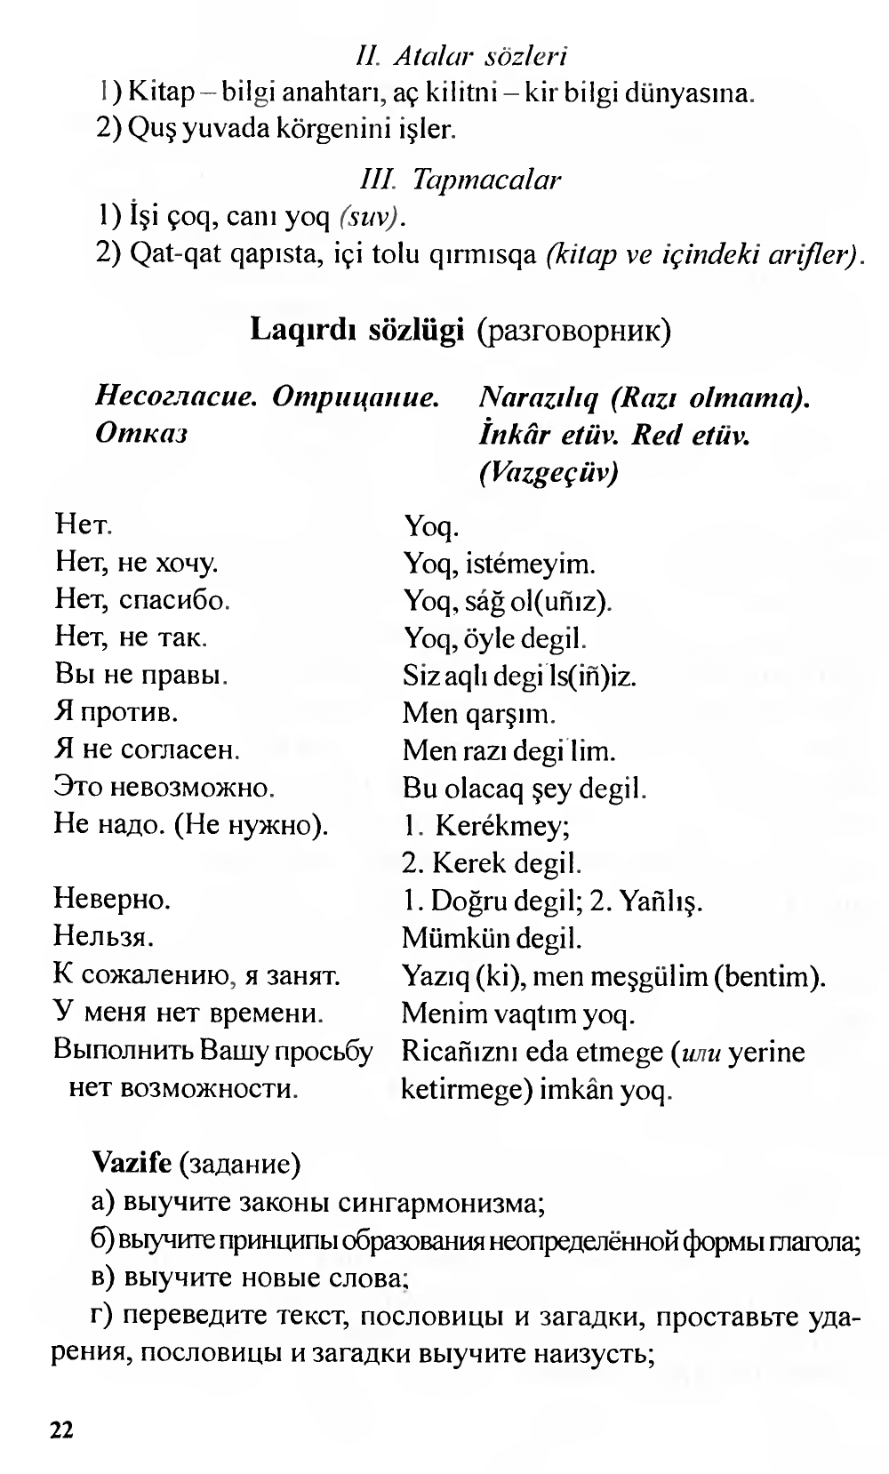 II. Atalar sözleri
1) Kitap – bilgi anahtarı, aç kilitni – kir bilgi dünyasına.
2) Quş yuvada körgenini işler.
III. Tapmacalar
1) İşi çoq, canı yoq (suv).
2) Qat-qat qapısta, içi tolu qırmısqa (kitap ve içindeki arifler).
Laqırdı sözlügi (разговорник)
Несогласие. Отрицание. Narazılıq (Razı olmama).
Отказ İnkâr etüv. Red etüv.
(Vazgeçüv)
Нет. Yoq.
Нет, не хочу. Yoq, istémeyim.
Нет, спасибо. Yoq, sáğ ol(uñız).
Нет, не так. Yoq, öyle degil.
Вы не правы. Siz aqlı degils(iñ)iz.
Я против. Men qarşım.
Я не согласен. Men razı degilim.
Это невозможно. Bu olacaq şey degil.
Не надо. (Не нужно). 1. Kerékmey;
2. Kerek degil.
Неверно. 1. Doğru degil; 2. Yañlış.
Нельзя. Mümkün degil.
К сожалению, я занят. Yazıq (ki), men meşgülim (bentim).
У меня нет времени. Menim vaqtım yoq.
Выполнить Вашу просьбу Ricañıznı eda etmege (или yerine
нет возможности. ketirmege) imkân yoq.
Vazife (задание)
а) выучите законы сингармонизма;
б) выучите принципы образования неопределённой формы глагола;
в) выучите новые слова;
г) переведите текст, пословицы и загадки, проставьте уда-
рения, пословицы и загадки выучите наизусть;
22